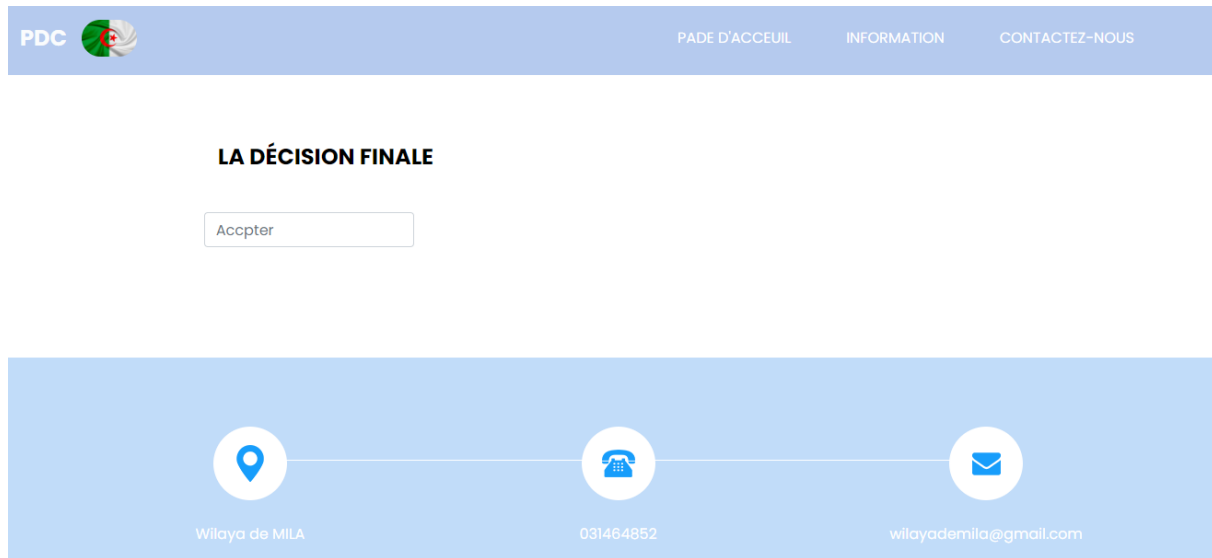 PDC
PADE D'ACCEUIL INFORMATION CONTACTEZ-NOUS
LA DÉCISION FINALE
Accpter
Wilaya de MILA 031464852 wilayademila@gmail.com